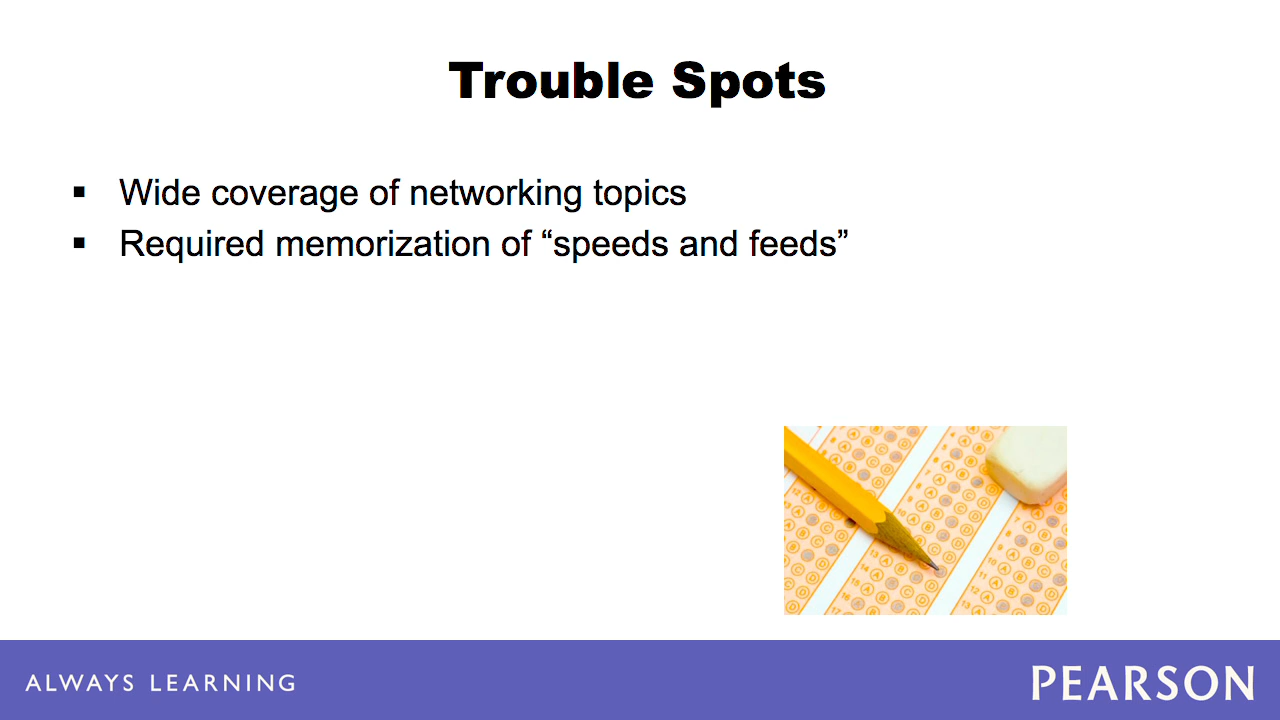 Trouble Spots
▪ Wide coverage of networking topics
▪ Required memorization of “speeds and feeds”
ALWAYS LEARNING
PEARSON